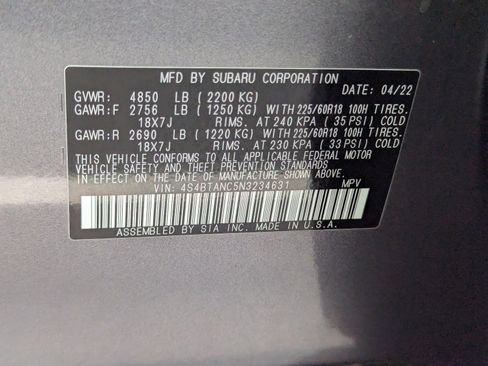 MFD BY SUBARU CORPORATION
GVWR: 4850 LB (2200 KG) DATE: 04/22
GAWR:F 2756 LB (1250 KG) WITH 225/60R18 100H TIRES.
18X7J RIMS. AT 240 KPA (35 PSI) COLD
GAWR:R 2690 LB (1220 KG) WITH 225/60R18 100H TIRES.
18X7J RIMS. AT 230 KPA (33 PSI) COLD
THIS VEHICLE CONFORMS TO ALL APPLICABLE FEDERAL MOTOR
VEHICLE SAFETY, BUMPER, AND THEFT PREVENTION STANDARDS
IN EFFECT ON THE DATE OF MANUFACTURE SHOWN ABOVE.
VIN: 4S4BTANC5N3234631 MPV
ASSEMBLED BY SIA INC. MADE IN U.S.A.